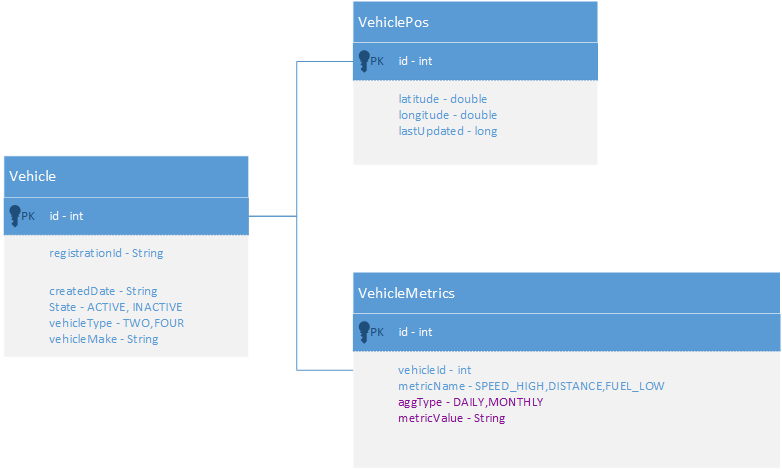 VehiclePos
PK id - int
latitude - double
longitude - double
lastUpdated - long
Vehicle
PK id - int
registrationId - String
createdDate - String
State - ACTIVE, INACTIVE
vehicleType - TWO,FOUR
vehicleMake - String
VehicleMetrics
PK id - int
vehicleId - int
metricName - SPEED_HIGH,DISTANCE,FUEL_LOW
aggType - DAILY,MONTHLY
metricValue - String